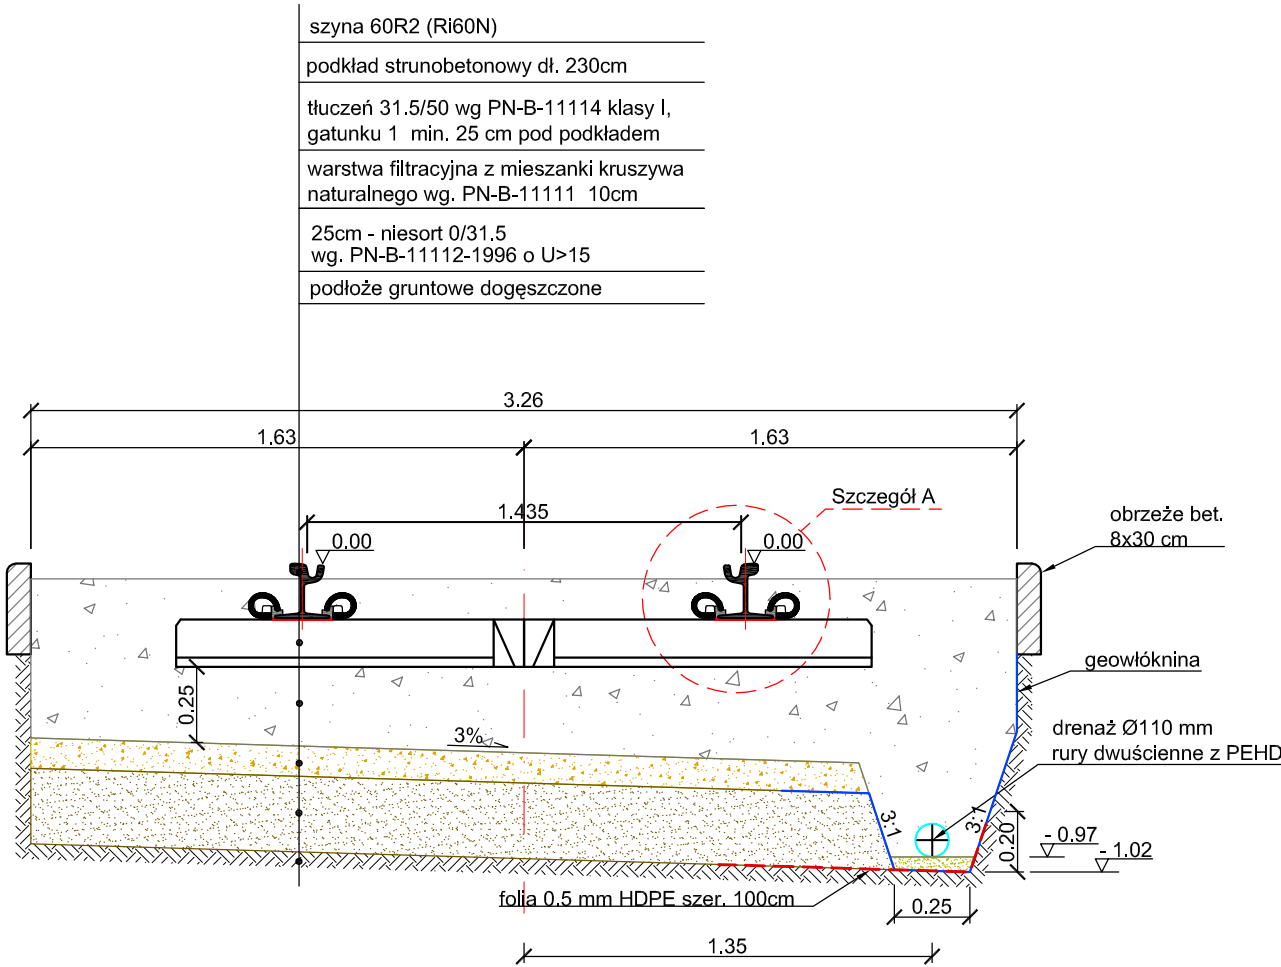 szyna 60R2 (Ri60N)
podkład strunobetonowy dł. 230cm
tłuczeń 31.5/50 wg PN-B-11114 klasy I,
gatunku 1 min. 25 cm pod podkładem
warstwa filtracyjna z mieszanki kruszywa
naturalnego wg. PN-B-11111 10cm
25cm - niesort 0/31.5
wg. PN-B-11112-1996 o U>15
podłoże gruntowe dogęszczone
3.26
1.63
1.63
1.435
Szczegół A
0.00
0.00
obrzeże bet.
8x30 cm
geowłóknina
0.25
3%
drenaż Ø110 mm
rury dwuścienne z PEHD
3:1
3:1
0.20
- 0.97
- 1.02
folia 0.5 mm HDPE szer. 100cm
0.25
1.35